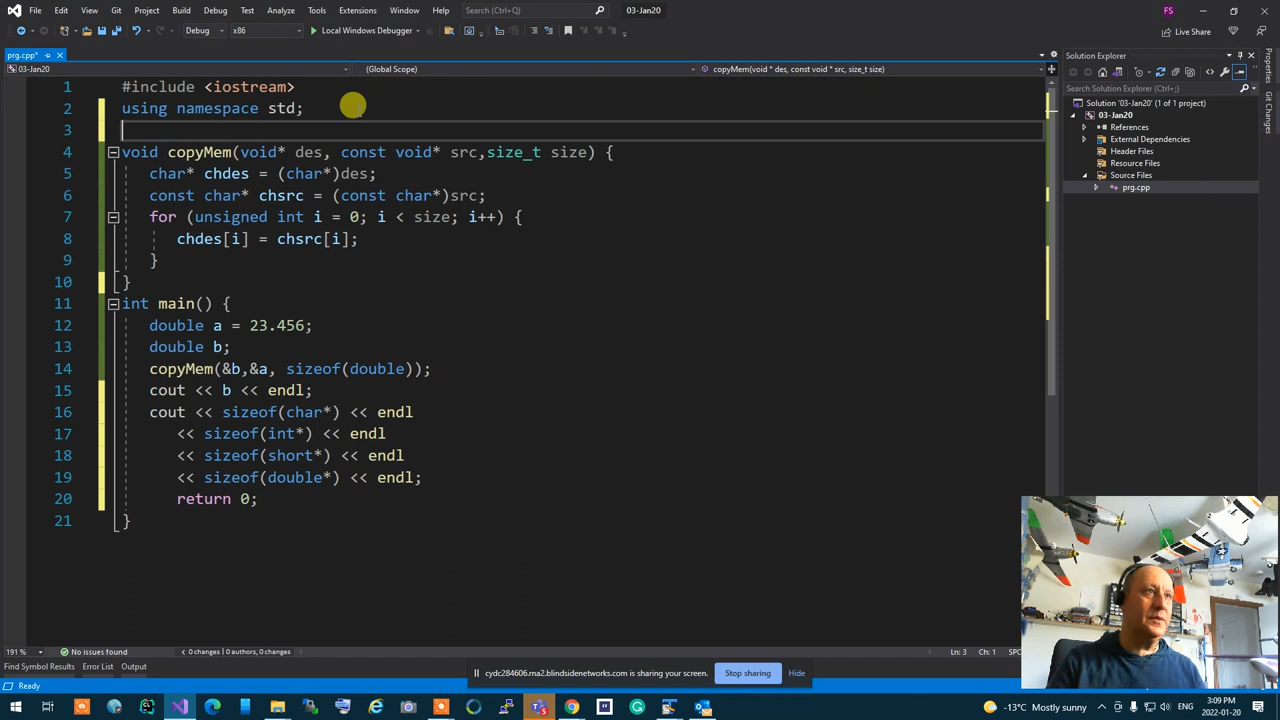 File Edit View Git Project Build Debug Test Analyze Tools Extensions Window Help Search (Ctrl+Q) 03-Jan20 FS
Debug x86 Local Windows Debugger Live Share
prg.cpp*
03-Jan20 (Global Scope) copyMem(void * des, const void * src, size_t size)
1 #include <iostream>
2 using namespace std;
3
4 void copyMem(void* des, const void* src,size_t size) {
5 char* chdes = (char*)des;
6 const char* chsrc = (const char*)src;
7 for (unsigned int i = 0; i < size; i++) {
8 chdes[i] = chsrc[i];
9 }
10 }
11 int main() {
12 double a = 23.456;
13 double b;
14 copyMem(&b,&a, sizeof(double));
15 cout << b << endl;
16 cout << sizeof(char*) << endl
17 << sizeof(int*) << endl
18 << sizeof(short*) << endl
19 << sizeof(double*) << endl;
20 return 0;
21 }
Solution Explorer
Search Solution Explorer (Ctrl+;)
Solution '03-Jan20' (1 of 1 project)
03-Jan20
References
External Dependencies
Header Files
Resource Files
Source Files
prg.cpp
Properties
Git Changes
191 % No issues found 0 changes | 0 authors, 0 changes Ln: 3 Ch: 1 SPC
Find Symbol Results Error List Output
cydc284606.rna2.blindsidenetworks.com is sharing your screen. Stop sharing Hide
Ready
-13°C Mostly sunny ENG 3:09 PM
2022-01-20